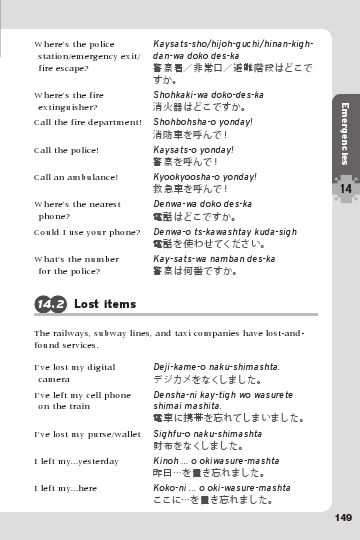 Where's the police
station/emergency exit/
fire escape?
Kaysats-sho/hijoh-guchi/hinan-kigh-
dan-wa doko des-ka
警察署／非常口／避難階段はどこで
すか。
Where's the fire
extinguisher?
Shohkaki-wa doko-des-ka
消火器はどこですか。
Call the fire department!
Shohbohsha-o yonday!
消防車を呼んで！
Call the police!
Kaysats-o yonday!
警察を呼んで！
Call an ambulance!
Kyookyoosha-o yonday!
救急車を呼んで！
Where's the nearest
phone?
Denwa-wa doko des-ka
電話はどこですか。
Could I use your phone?
Denwa-o ts-kawashtay kuda-sigh
電話を使わせてください。
What's the number
for the police?
Kay-sats-wa namban des-ka
警察は何番ですか。
Emergencies
14
14.2 Lost items
The railways, subway lines, and taxi companies have lost-and-
found services.
I've lost my digital
camera
Deji-kame-o naku-shimashta.
デジカメをなくしました。
I've left my cell phone
on the train
Densha-ni kay-tigh wo wasurete
shimai mashita.
電車に携帯を忘れてしまいました。
I've lost my purse/wallet
Sighfu-o naku-shimashta
財布をなくしました。
I left my...yesterday
Kinoh ... o okiwasure-mashta
昨日…を置き忘れました。
I left my...here
Koko-ni ... o oki-wasure-mashta
ここに…を置き忘れました。
149